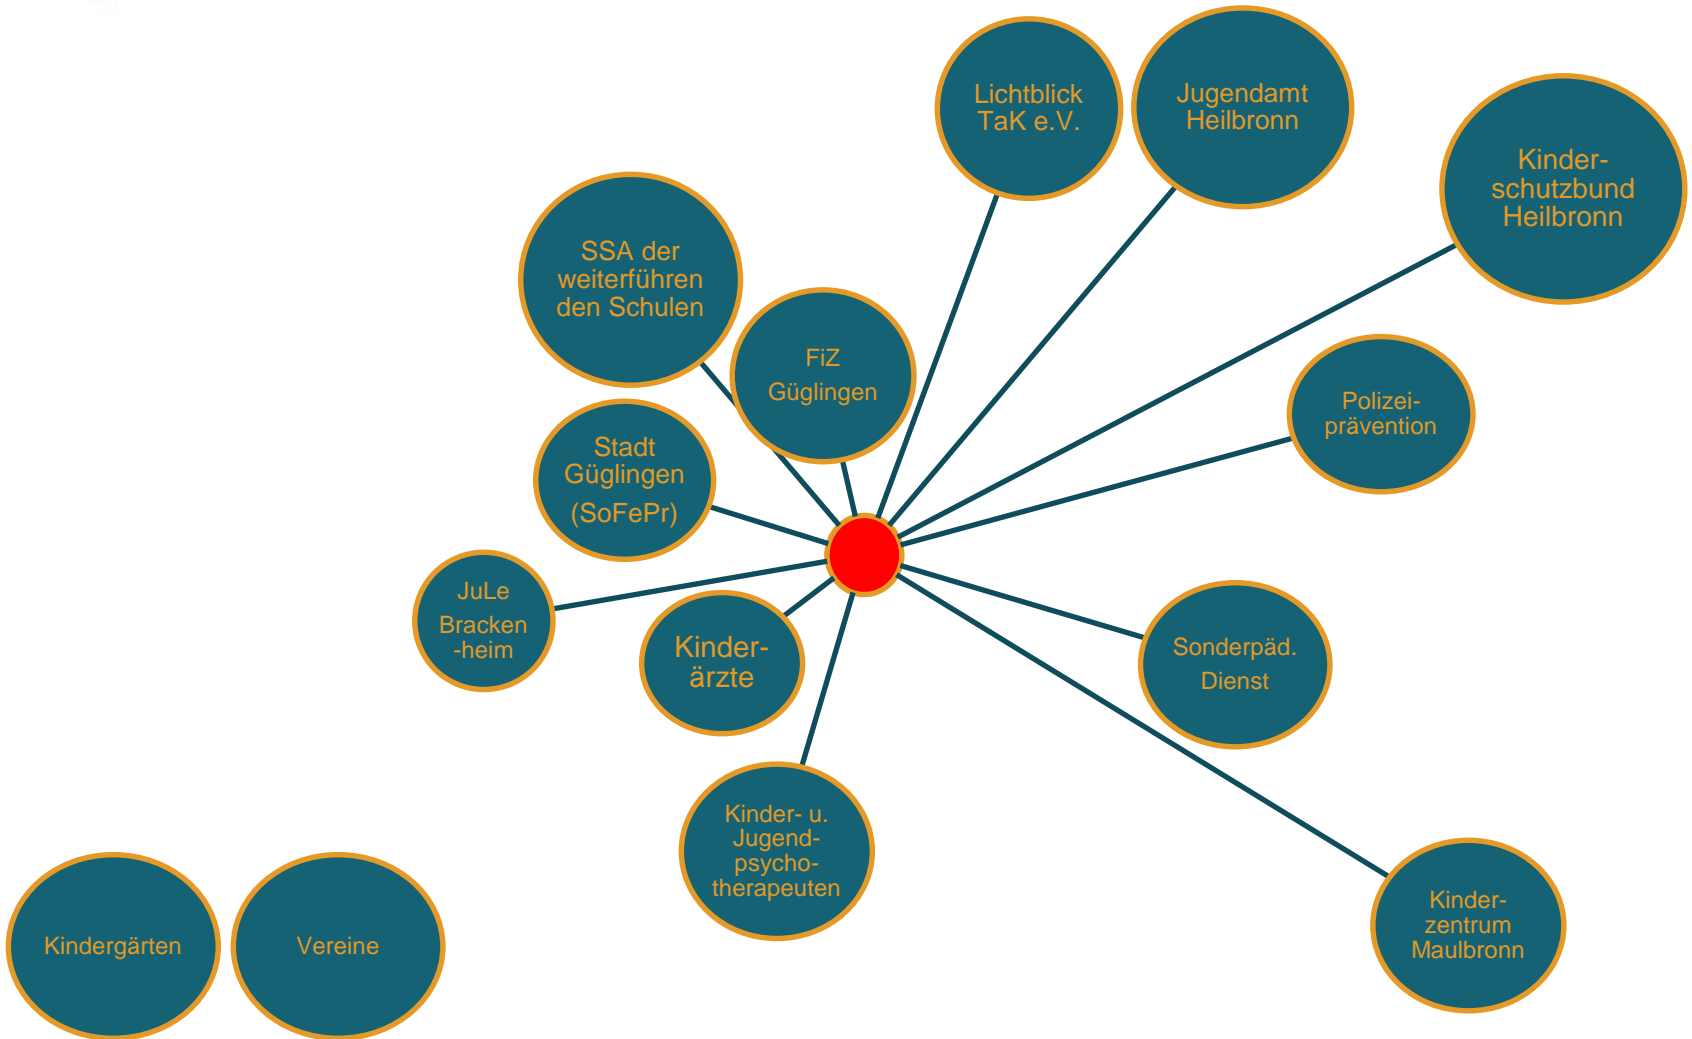 Lichtblick
TaK e.V.
Jugendamt
Heilbronn
Kinder-
schutzbund
Heilbronn
SSA der
weiterführen
den Schulen
FiZ
Güglingen
Polizei-
prävention
Stadt
Güglingen
(SoFePr)
JuLe
Bracken
-heim
Kinder-
ärzte
Sonderpäd.
Dienst
Kinder- u.
Jugend-
psycho-
therapeuten
Kinder-
zentrum
Maulbronn
Kindergärten
Vereine